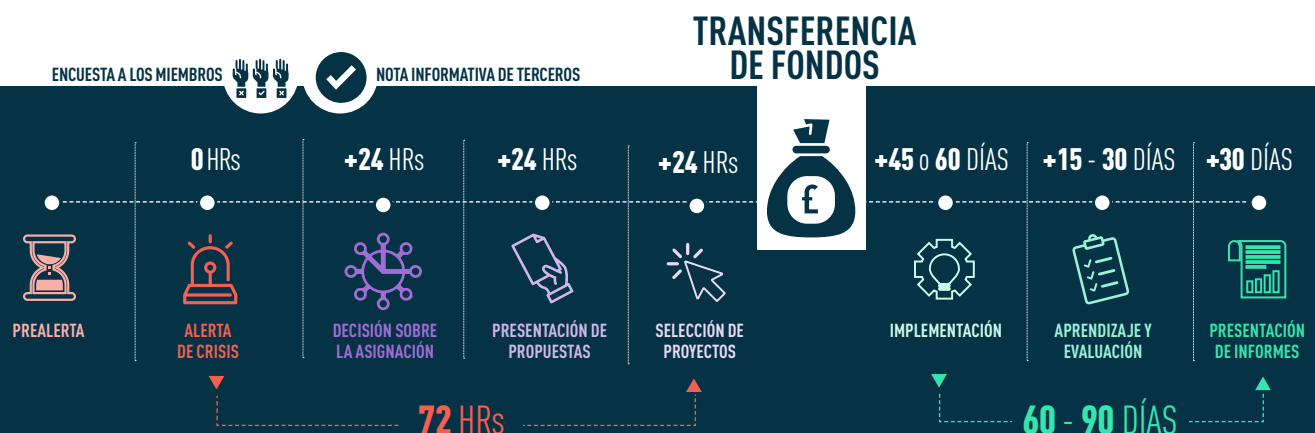 TRANSFERENCIA
DE FONDOS
ENCUESTA A LOS MIEMBROS
NOTA INFORMATIVA DE TERCEROS
0 HRs
+24 HRs
+24 HRs
+24 HRs
£
+45 o 60 DÍAS
+15 - 30 DÍAS
+30 DÍAS
PREALERTA
ALERTA
DE CRISIS
DECISIÓN SOBRE
LA ASIGNACIÓN
PRESENTACIÓN DE
PROPUESTAS
SELECCIÓN DE
PROYECTOS
IMPLEMENTACIÓN
APRENDIZAJE Y
EVALUACIÓN
PRESENTACIÓN
DE INFORMES
72 HRs
60 - 90 DÍAS